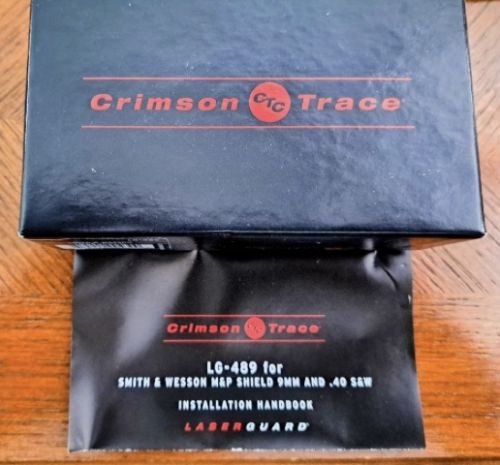 Crimson CTC Trace
Crimson CTC Trace
LG-489 for
SMITH & WESSON M&P SHIELD 9MM AND .40 S&W
INSTALLATION HANDBOOK
LASERGUARD®